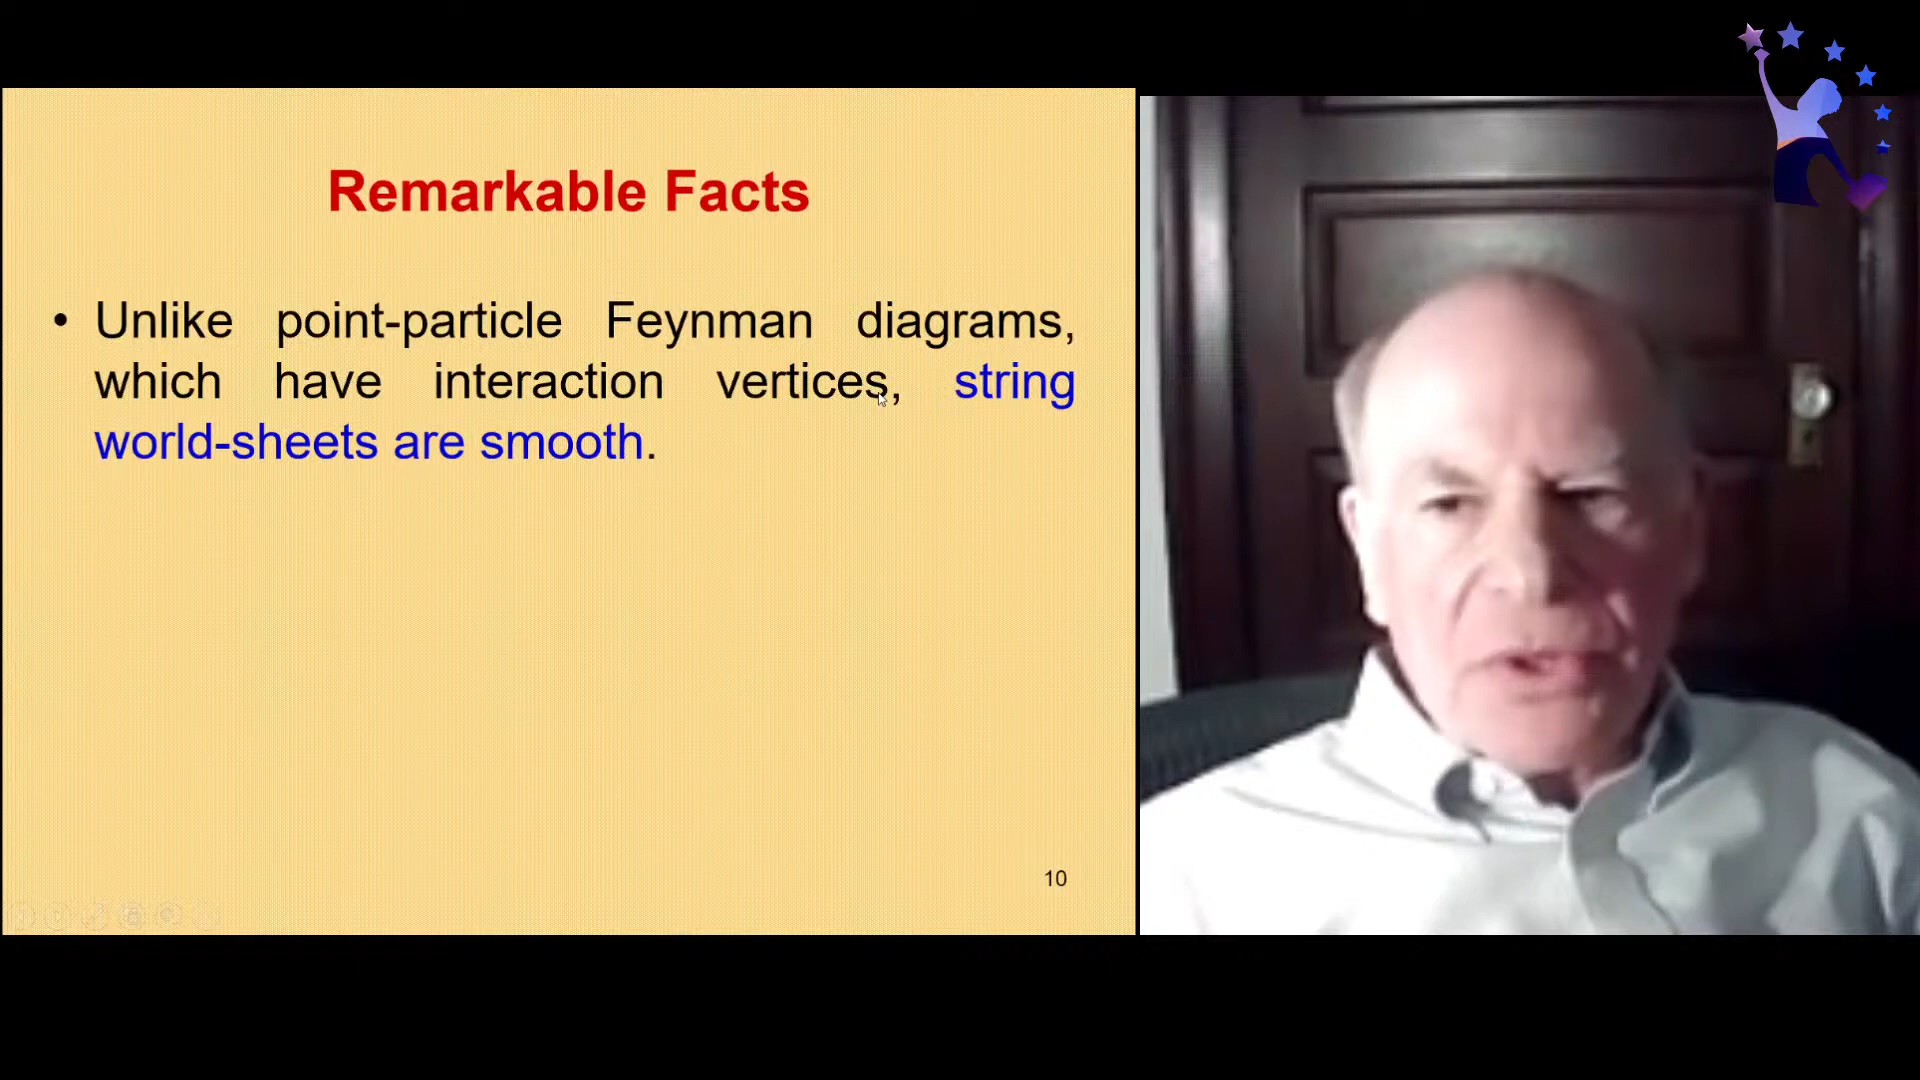 Remarkable Facts
• Unlike point-particle Feynman diagrams,
which have interaction vertices, string
world-sheets are smooth.
10